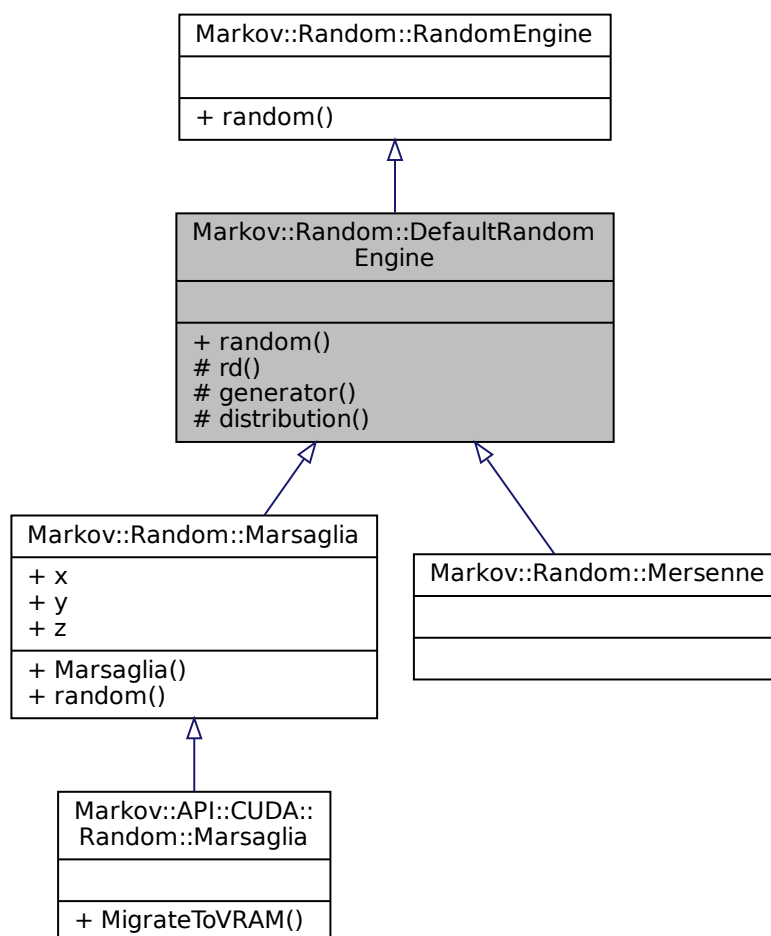 Markov::Random::RandomEngine
+ random()
Markov::Random::DefaultRandom
Engine
+ random()
# rd()
# generator()
# distribution()
Markov::Random::Marsaglia
+ x
+ y
+ z
+ Marsaglia()
+ random()
Markov::Random::Mersenne
Markov::API::CUDA::
Random::Marsaglia
+ MigrateToVRAM()